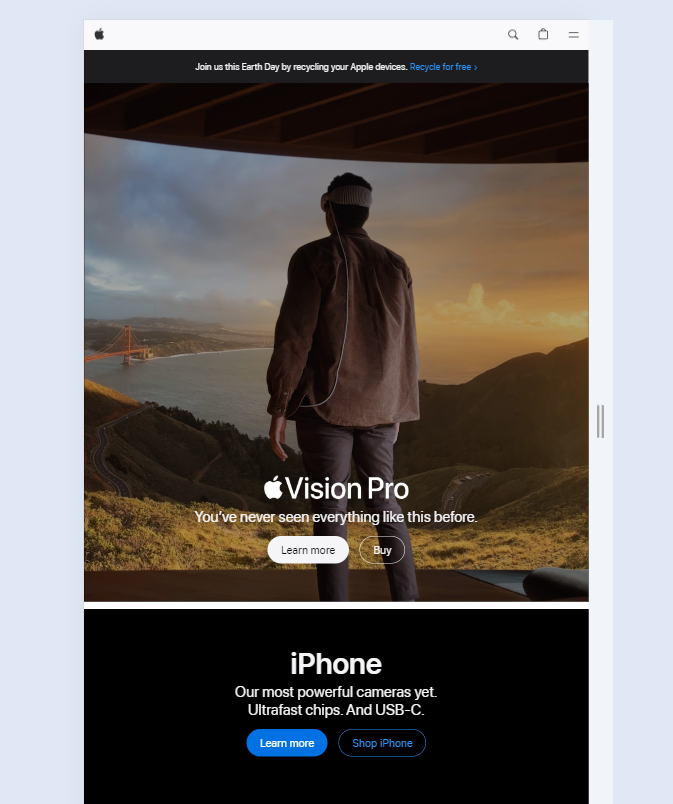 Join us this Earth Day by recycling your Apple devices. Recycle for free >
Vision Pro
You’ve never seen everything like this before.
Learn more Buy
iPhone
Our most powerful cameras yet.
Ultrafast chips. And USB-C.
Learn more Shop iPhone